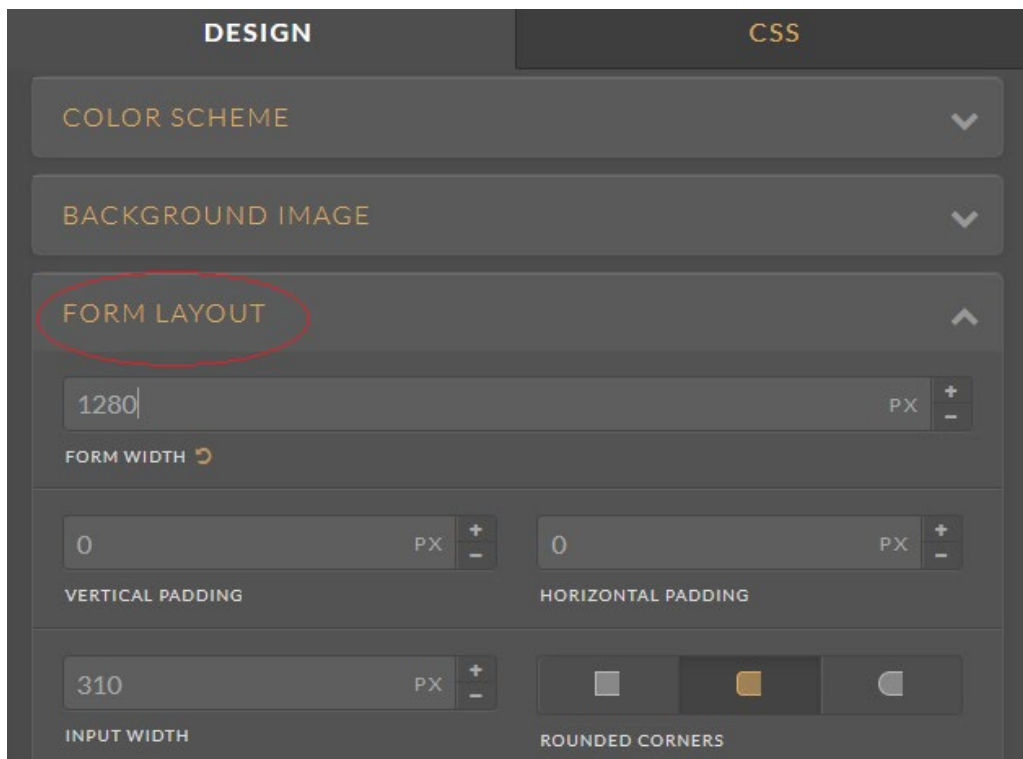 DESIGN CSS
COLOR SCHEME
BACKGROUND IMAGE
FORM LAYOUT
1280 PX + −
FORM WIDTH
0 PX + − 0 PX + −
VERTICAL PADDING HORIZONTAL PADDING
310 PX + −
INPUT WIDTH ROUNDED CORNERS